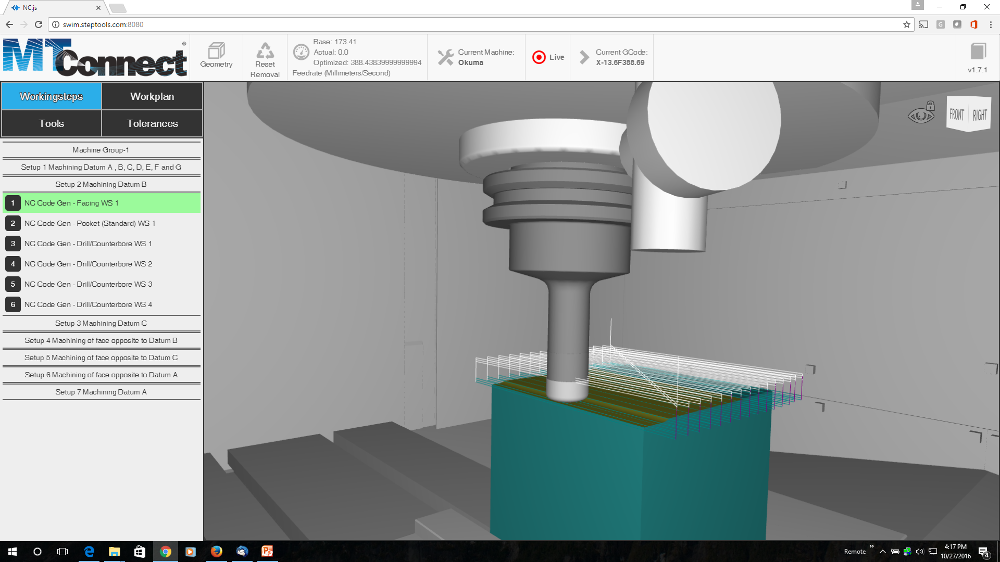 NC.js
swim.steptools.com:8080
MTConnect®
Geometry
Reset
Removal
Base: 173.41
Actual: 0.0
Optimized: 388.43839999999994
Feedrate (Millimeters/Second)
Current Machine:
Okuma
Live
Current GCode:
X-13.6F388.69
v1.7.1
Workingsteps
Workplan
Tools
Tolerances
Machine Group-1
Setup 1 Machining Datum A , B, C, D, E, F and G
Setup 2 Machining Datum B
1 NC Code Gen - Facing WS 1
2 NC Code Gen - Pocket (Standard) WS 1
3 NC Code Gen - Drill/Counterbore WS 1
4 NC Code Gen - Drill/Counterbore WS 2
5 NC Code Gen - Drill/Counterbore WS 3
6 NC Code Gen - Drill/Counterbore WS 4
Setup 3 Machining Datum C
Setup 4 Machining of face opposite to Datum B
Setup 5 Machining of face opposite to Datum C
Setup 6 Machining of face opposite to Datum A
Setup 7 Machining Datum A
FRONT RIGHT
Remote
4:17 PM
10/27/2016
4